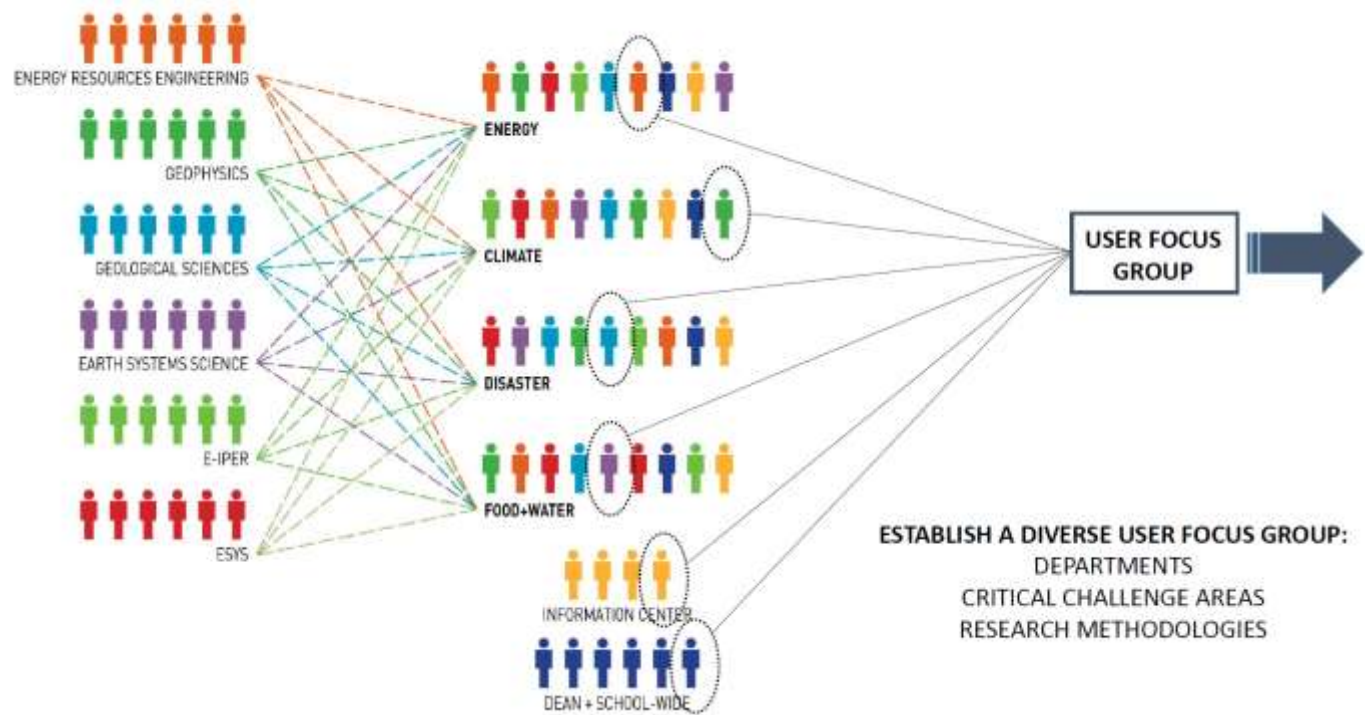 ENERGY RESOURCES ENGINEERING
GEOPHYSICS
GEOLOGICAL SCIENCES
EARTH SYSTEMS SCIENCE
E-IPER
ESYS
ENERGY
CLIMATE
DISASTER
FOOD+WATER
INFORMATION CENTER
DEAN + SCHOOL-WIDE
USER FOCUS
GROUP
ESTABLISH A DIVERSE USER FOCUS GROUP:
DEPARTMENTS
CRITICAL CHALLENGE AREAS
RESEARCH METHODOLOGIES